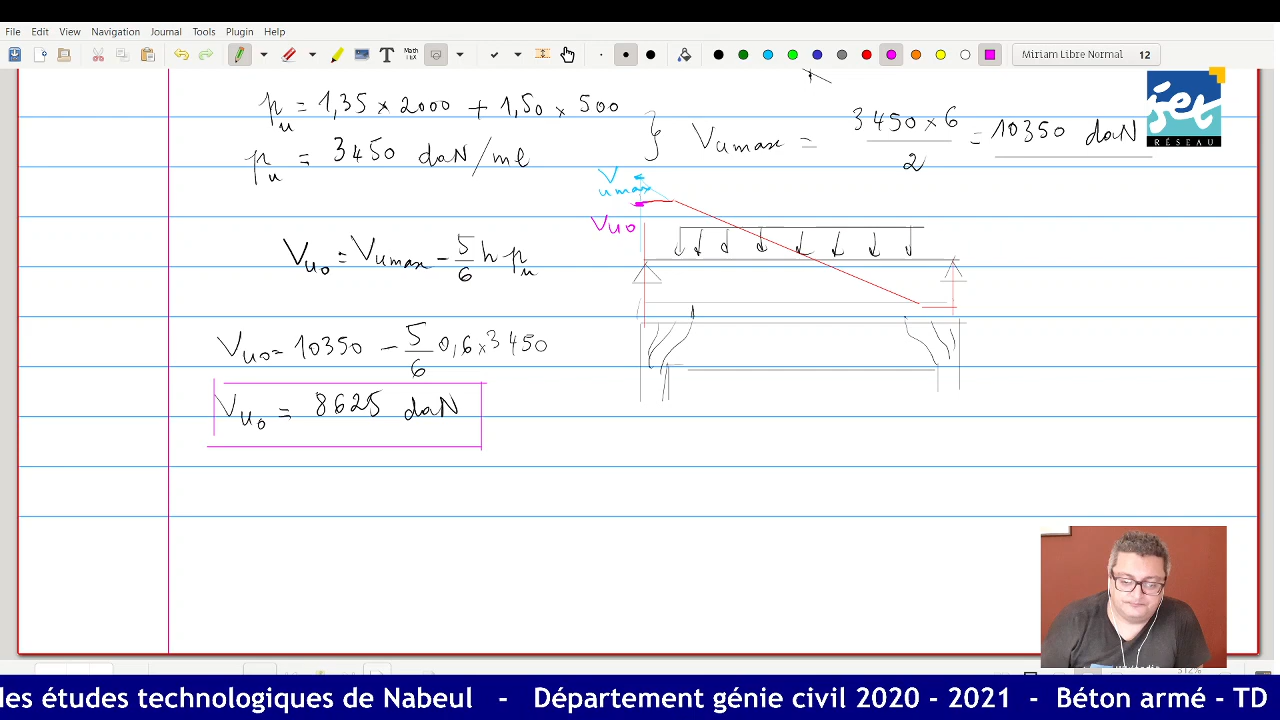 File Edit View Navigation Journal Tools Plugin Help
Miriam Libre Normal 12
pu = 1,35 × 2000 + 1,50 × 500
pu = 3450 daN/ml
} Vumax = 3450 × 6 / 2 = 10350 daN
iset
RÉSEAU
Vumax
Vu0
Vu0 = Vumax - 5/6 h pu
Vu0 = 10350 - 5/6 0,6 × 3450
Vu0 = 8625 daN
des études technologiques de Nabeul - Département génie civil 2020 - 2021 - Béton armé - TD